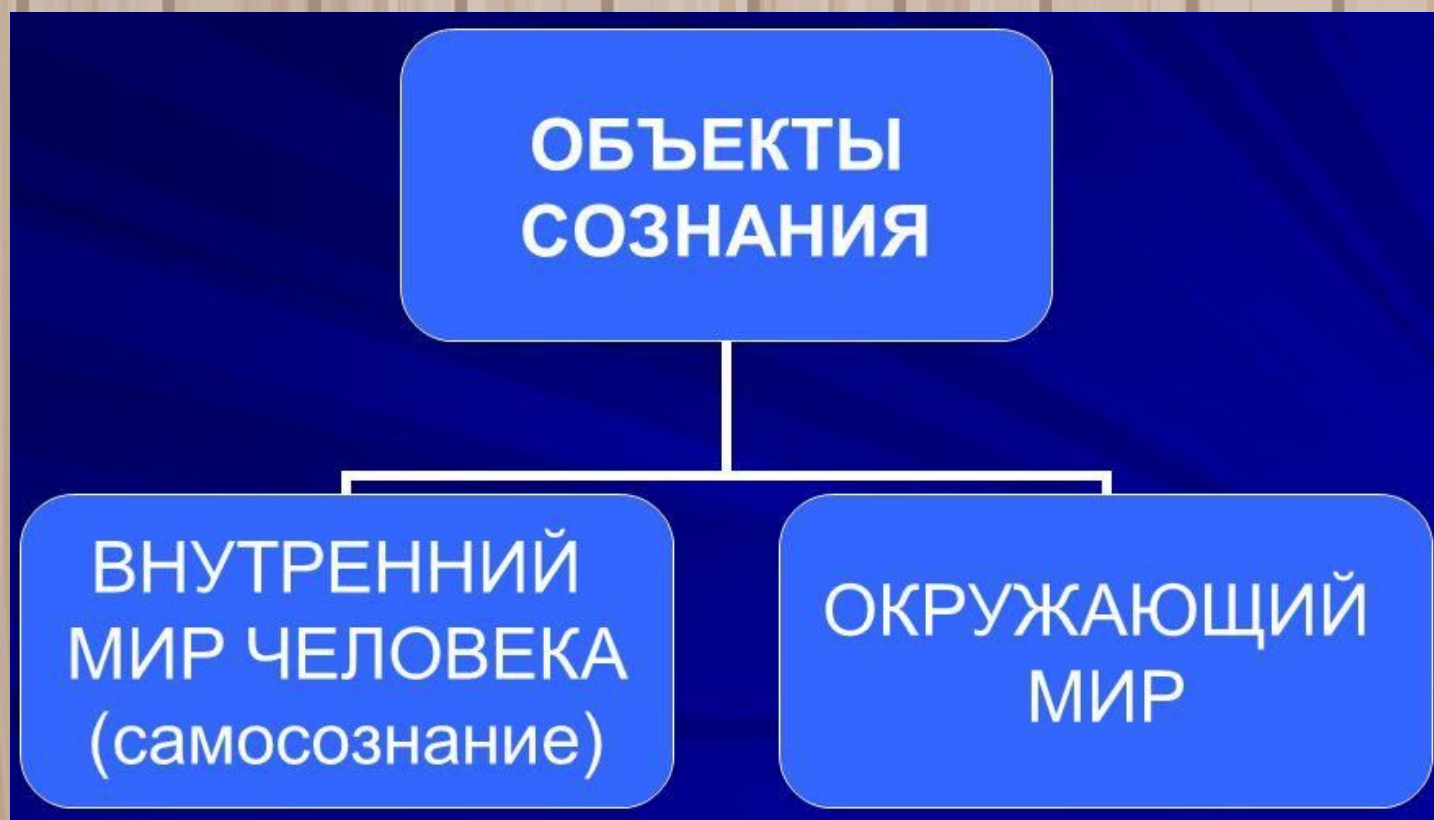 ОБЪЕКТЫ
СОЗНАНИЯ
ВНУТРЕННИЙ
МИР ЧЕЛОВЕКА
(самосознание)
ОКРУЖАЮЩИЙ
МИР